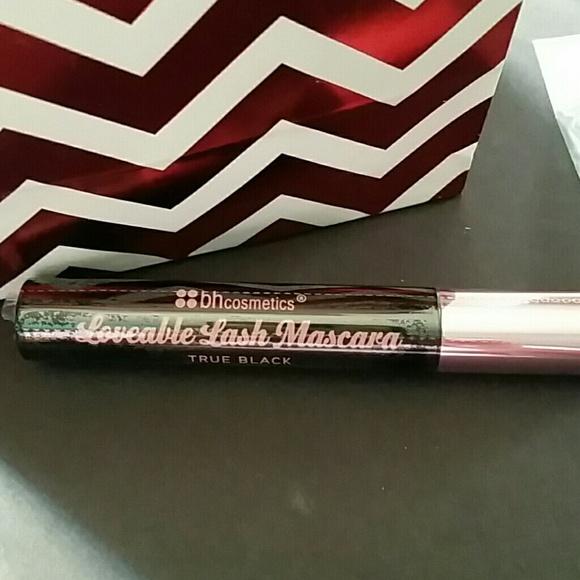 bhcosmetics®
Loveable Lash Mascara
TRUE BLACK